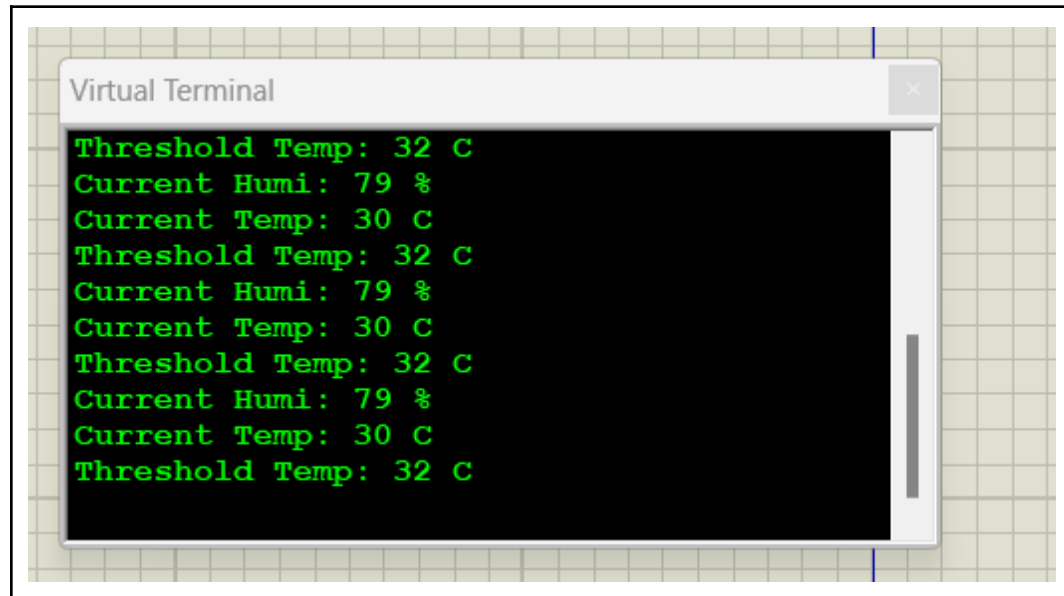 Virtual Terminal
Threshold Temp: 32 C
Current Humi: 79 %
Current Temp: 30 C
Threshold Temp: 32 C
Current Humi: 79 %
Current Temp: 30 C
Threshold Temp: 32 C
Current Humi: 79 %
Current Temp: 30 C
Threshold Temp: 32 C